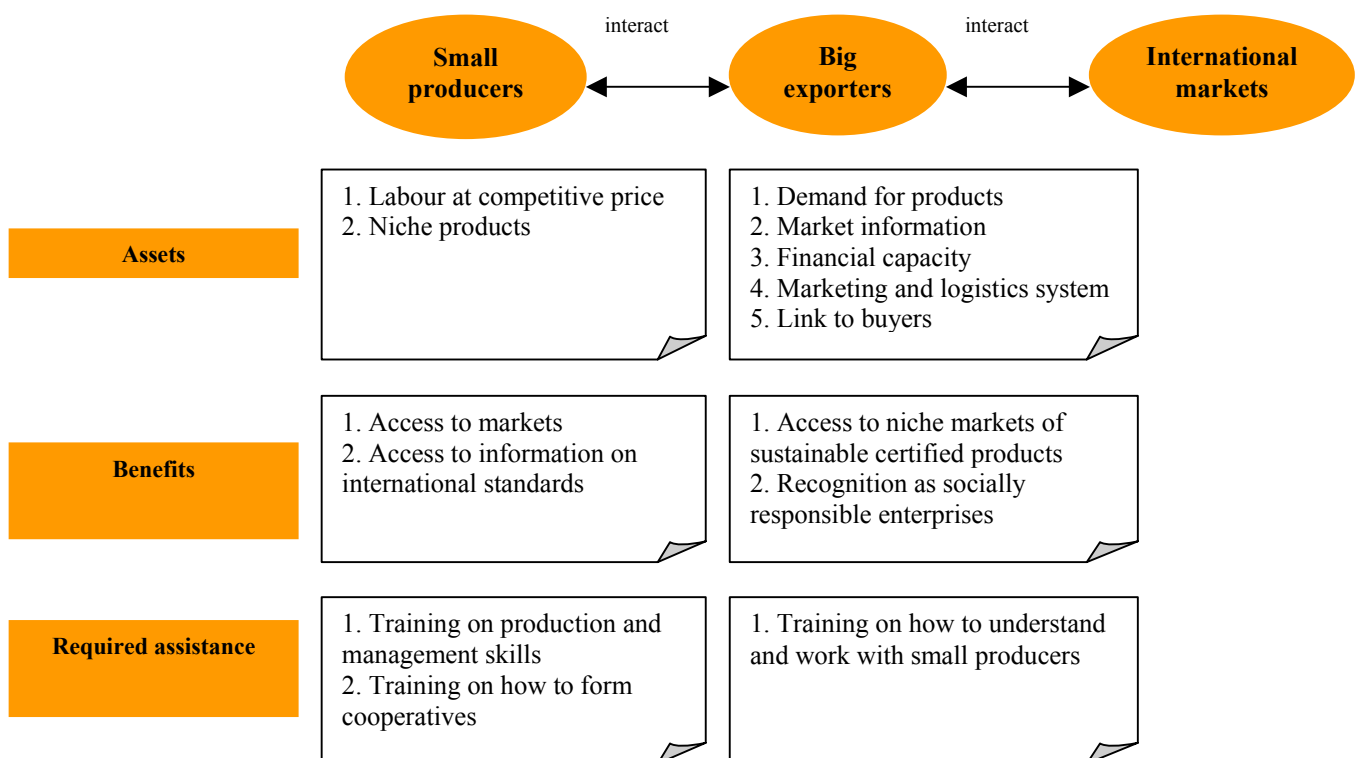 interact
interact
Small
producers
Big
exporters
International
markets
Assets
1. Labour at competitive price
2. Niche products
1. Demand for products
2. Market information
3. Financial capacity
4. Marketing and logistics system
5. Link to buyers
Benefits
1. Access to markets
2. Access to information on
international standards
1. Access to niche markets of
sustainable certified products
2. Recognition as socially
responsible enterprises
Required assistance
1. Training on production and
management skills
2. Training on how to form
cooperatives
1. Training on how to understand
and work with small producers